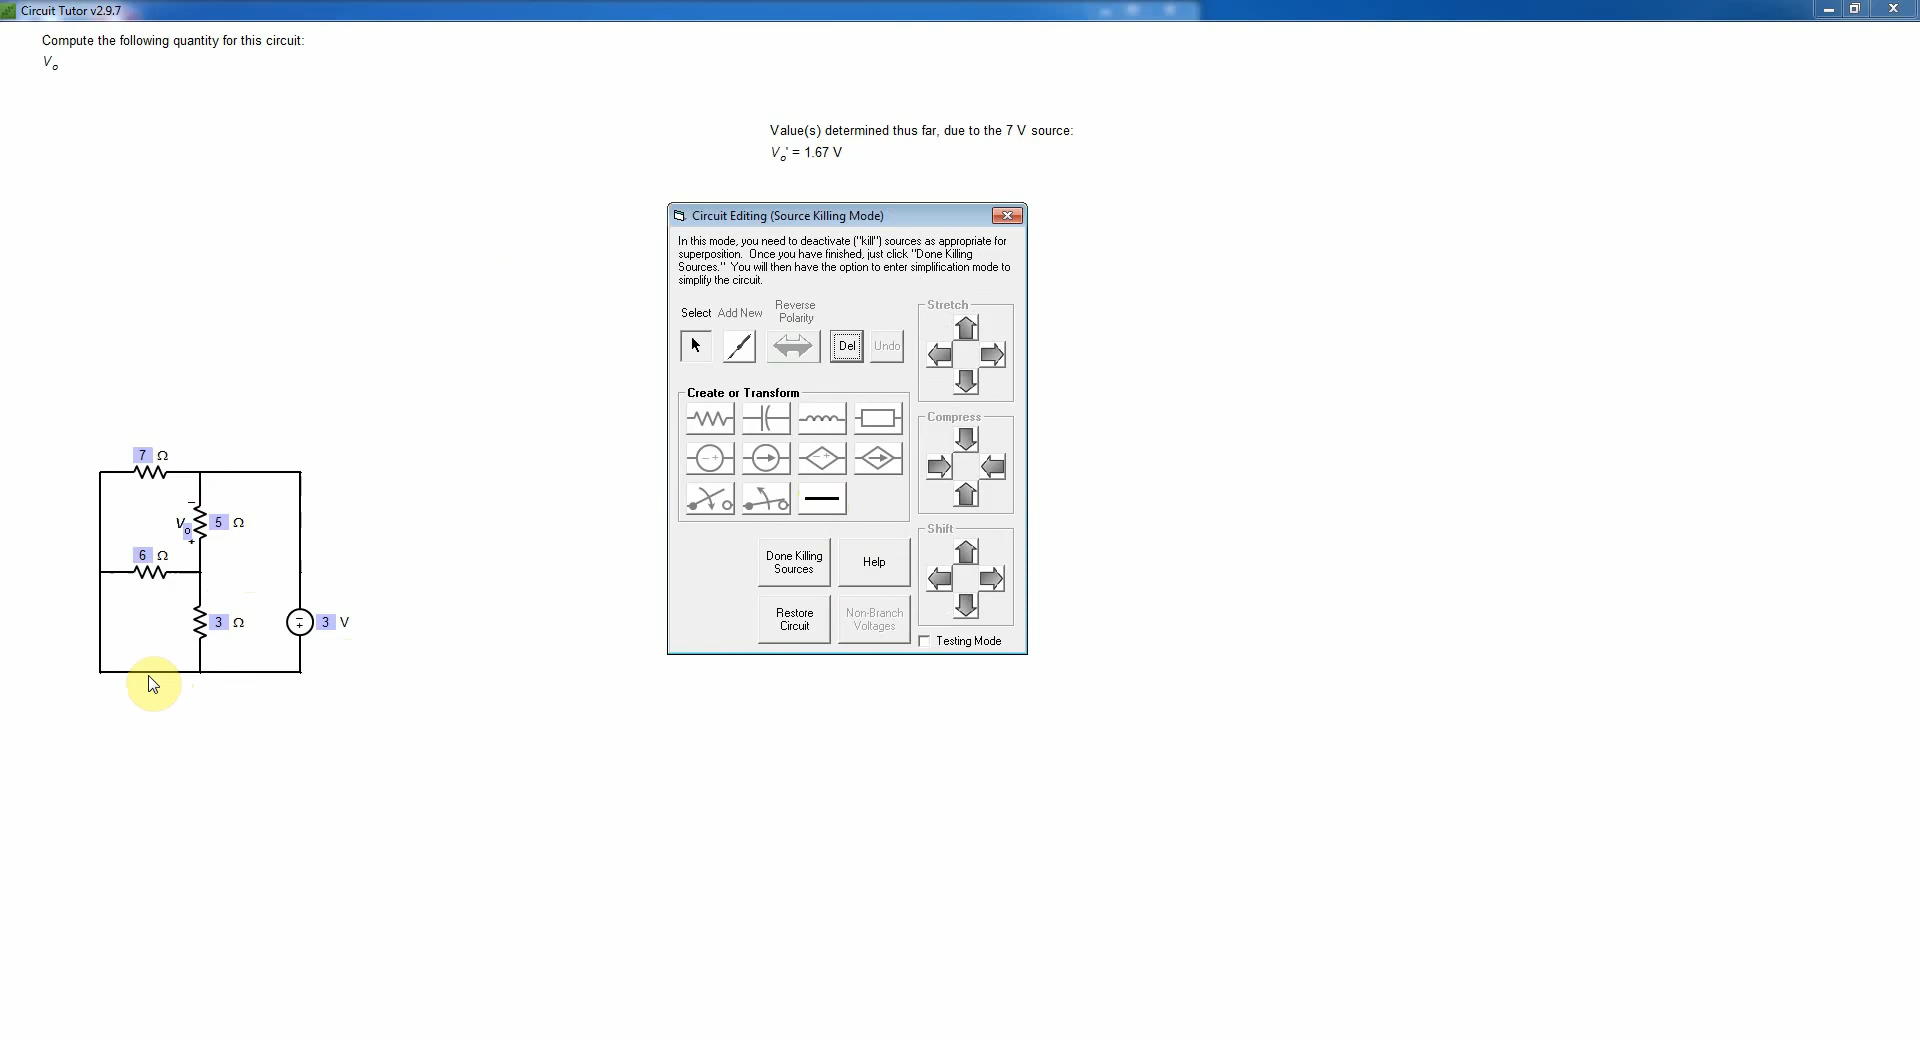 Circuit Tutor v2.9.7
Compute the following quantity for this circuit:
Vo
Value(s) determined thus far, due to the 7 V source:
Vo' = 1.67 V
Circuit Editing (Source Killing Mode)
In this mode, you need to deactivate ("kill") sources as appropriate for
superposition. Once you have finished, just click "Done Killing
Sources." You will then have the option to enter simplification mode to
simplify the circuit.
Select Add New Reverse
Polarity
Stretch
Del Undo
Create or Transform
Compress
Shift
Done Killing
Sources
Help
Restore
Circuit
Non-Branch
Voltages
Testing Mode
7 Ω
Vo
5 Ω
6 Ω
3 Ω
3 V